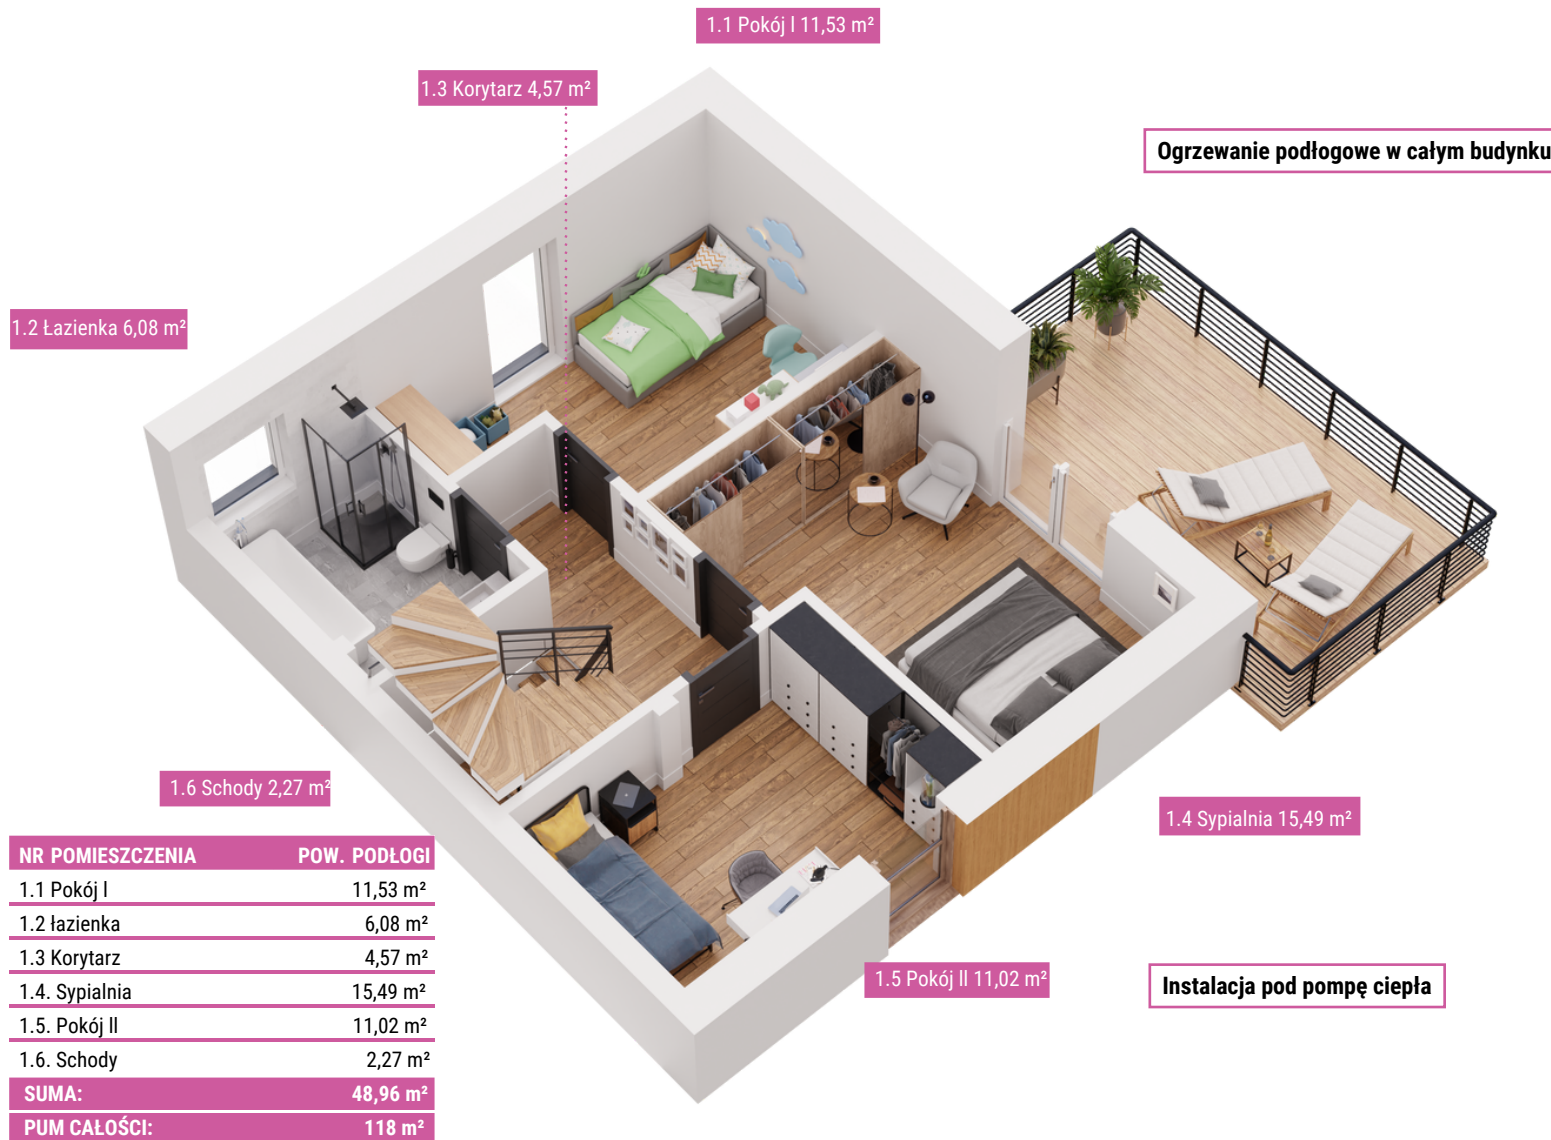 1.1 Pokój I 11,53 m²
1.3 Korytarz 4,57 m²
Ogrzewanie podłogowe w całym budynku
1.2 Łazienka 6,08 m²
1.6 Schody 2,27 m²
1.4 Sypialnia 15,49 m²
NR POMIESZCZENIA POW. PODŁOGI
1.1 Pokój I 11,53 m²
1.2 łazienka 6,08 m²
1.3 Korytarz 4,57 m²
1.4. Sypialnia 15,49 m²
1.5. Pokój II 11,02 m²
1.6. Schody 2,27 m²
SUMA: 48,96 m²
PUM CAŁOŚCI: 118 m²
1.5 Pokój II 11,02 m²
Instalacja pod pompę ciepła